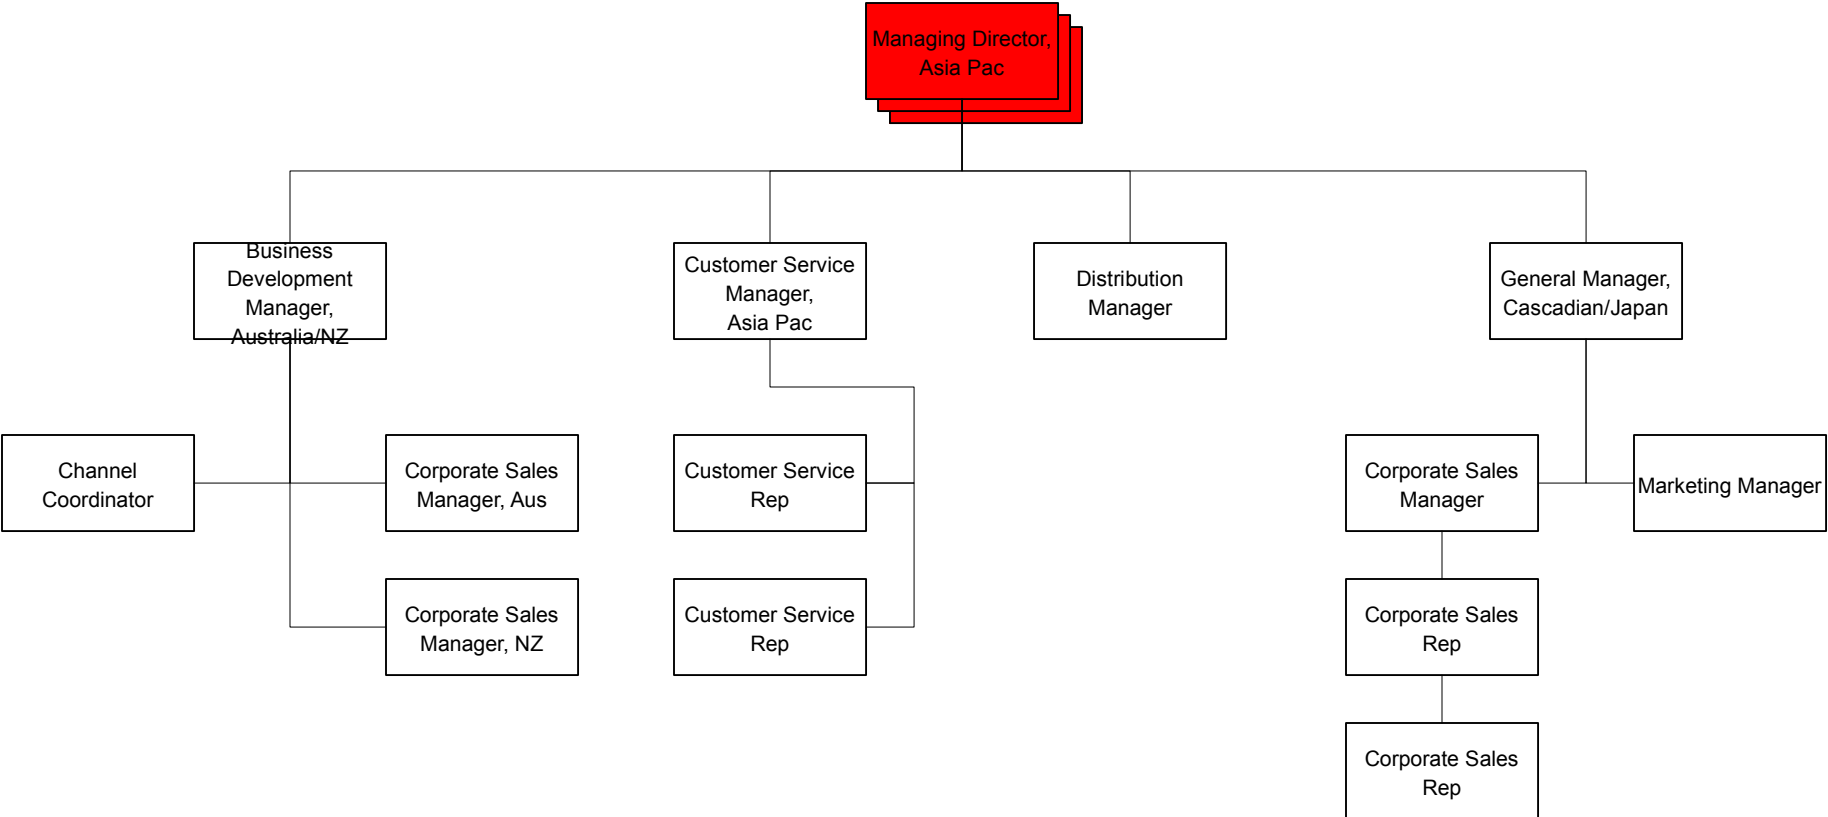 Managing Director,
Asia Pac
Business
Development
Manager,
Australia/NZ
Customer Service
Manager,
Asia Pac
Distribution
Manager
General Manager,
Cascadian/Japan
Channel
Coordinator
Corporate Sales
Manager, Aus
Customer Service
Rep
Corporate Sales
Manager
Marketing Manager
Corporate Sales
Manager, NZ
Customer Service
Rep
Corporate Sales
Rep
Corporate Sales
Rep